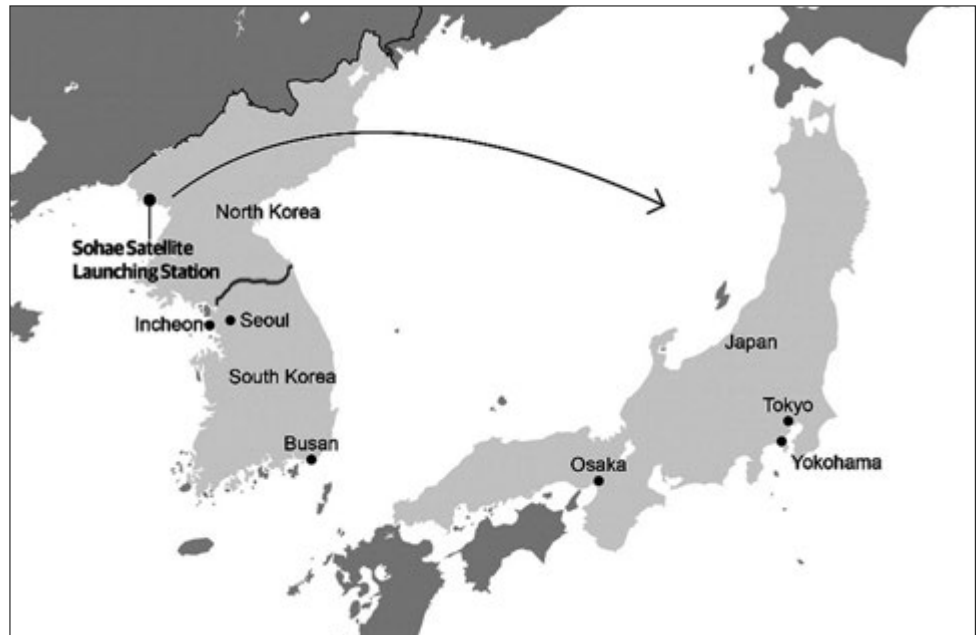 North Korea
Sohae Satellite
Launching Station
Incheon
Seoul
South Korea
Japan
Busan
Tokyo
Osaka
Yokohama